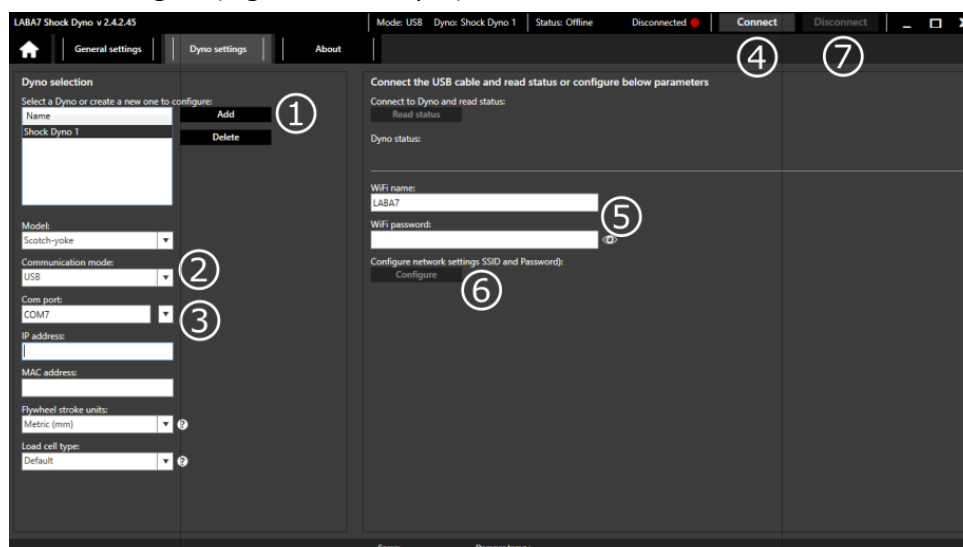 LABA7 Shock Dyno v 2.4.2.45
Mode: USB Dyno: Shock Dyno 1 Status: Offline Disconnected Connect Disconnect
General settings Dyno settings About
Dyno selection
Select a Dyno or create a new one to configure:
Name
Shock Dyno 1
Add
Delete
1
Model:
Scotch-yoke
Communication mode:
USB
2
Com port:
COM7
3
IP address:
MAC address:
Flywheel stroke units:
Metric (mm)
Load cell type:
Default
4
7
Connect the USB cable and read status or configure below parameters
Connect to Dyno and read status:
Read status
Dyno status:
WiFi name:
LABA7
5
WiFi password:
Configure network settings SSID and Password):
Configure
6